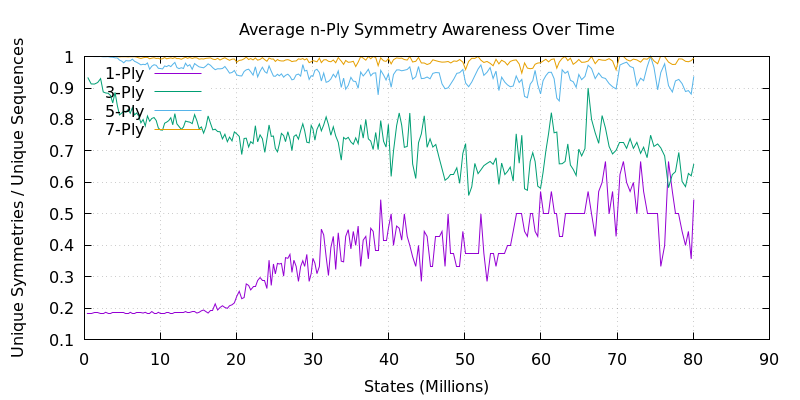 Average n-Ply Symmetry Awareness Over Time
Unique Symmetries / Unique Sequences
1
0.9
0.8
0.7
0.6
0.5
0.4
0.3
0.2
0.1
1-Ply
3-Ply
5-Ply
7-Ply
0 10 20 30 40 50 60 70 80 90
States (Millions)